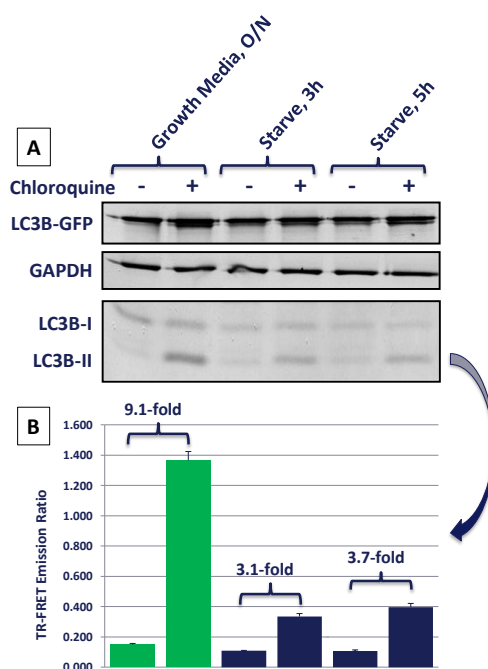 Growth Media, O/N
Starve, 3h
Starve, 5h
A
Chloroquine - + - + - +
LC3B-GFP
GAPDH
LC3B-I
LC3B-II
B
9.1-fold
3.1-fold
3.7-fold
TR-FRET Emission Ratio
1.600
1.400
1.200
1.000
0.800
0.600
0.400
0.200
0.000